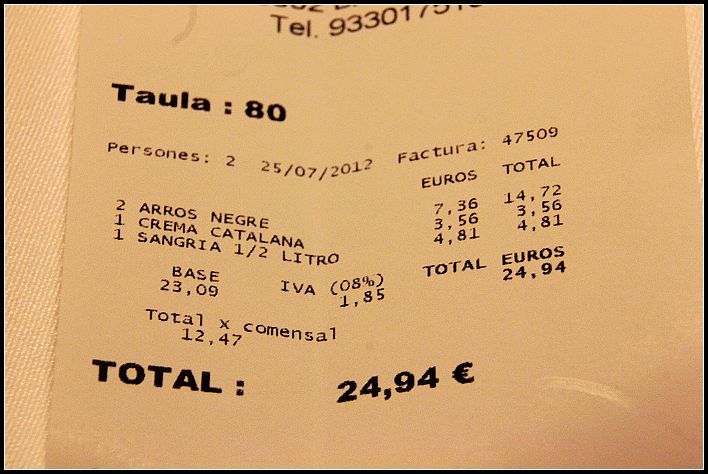 Tel. 93301751
Taula : 80
Persones: 2 25/07/2012 Factura: 47509
EUROS TOTAL
2 ARROS NEGRE 7,36 14,72
1 CREMA CATALANA 3,56 3,56
1 SANGRIA 1/2 LITRO 4,81 4,81
BASE IVA (08%) TOTAL EUROS
23,09 1,85 24,94
Total x comensal
12,47
TOTAL : 24,94 €